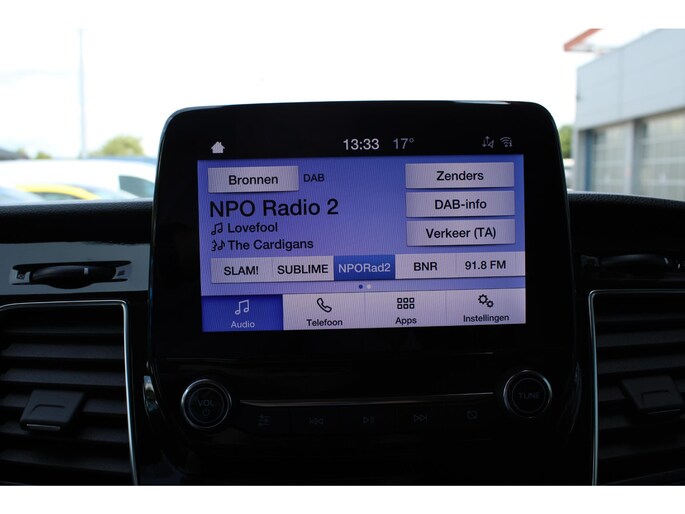 13:33 17°
Bronnen DAB Zenders
NPO Radio 2 DAB-info
Lovefool
The Cardigans Verkeer (TA)
SLAM! SUBLIME NPORad2 BNR 91.8 FM
Audio Telefoon Apps Instellingen
VOL TUNE